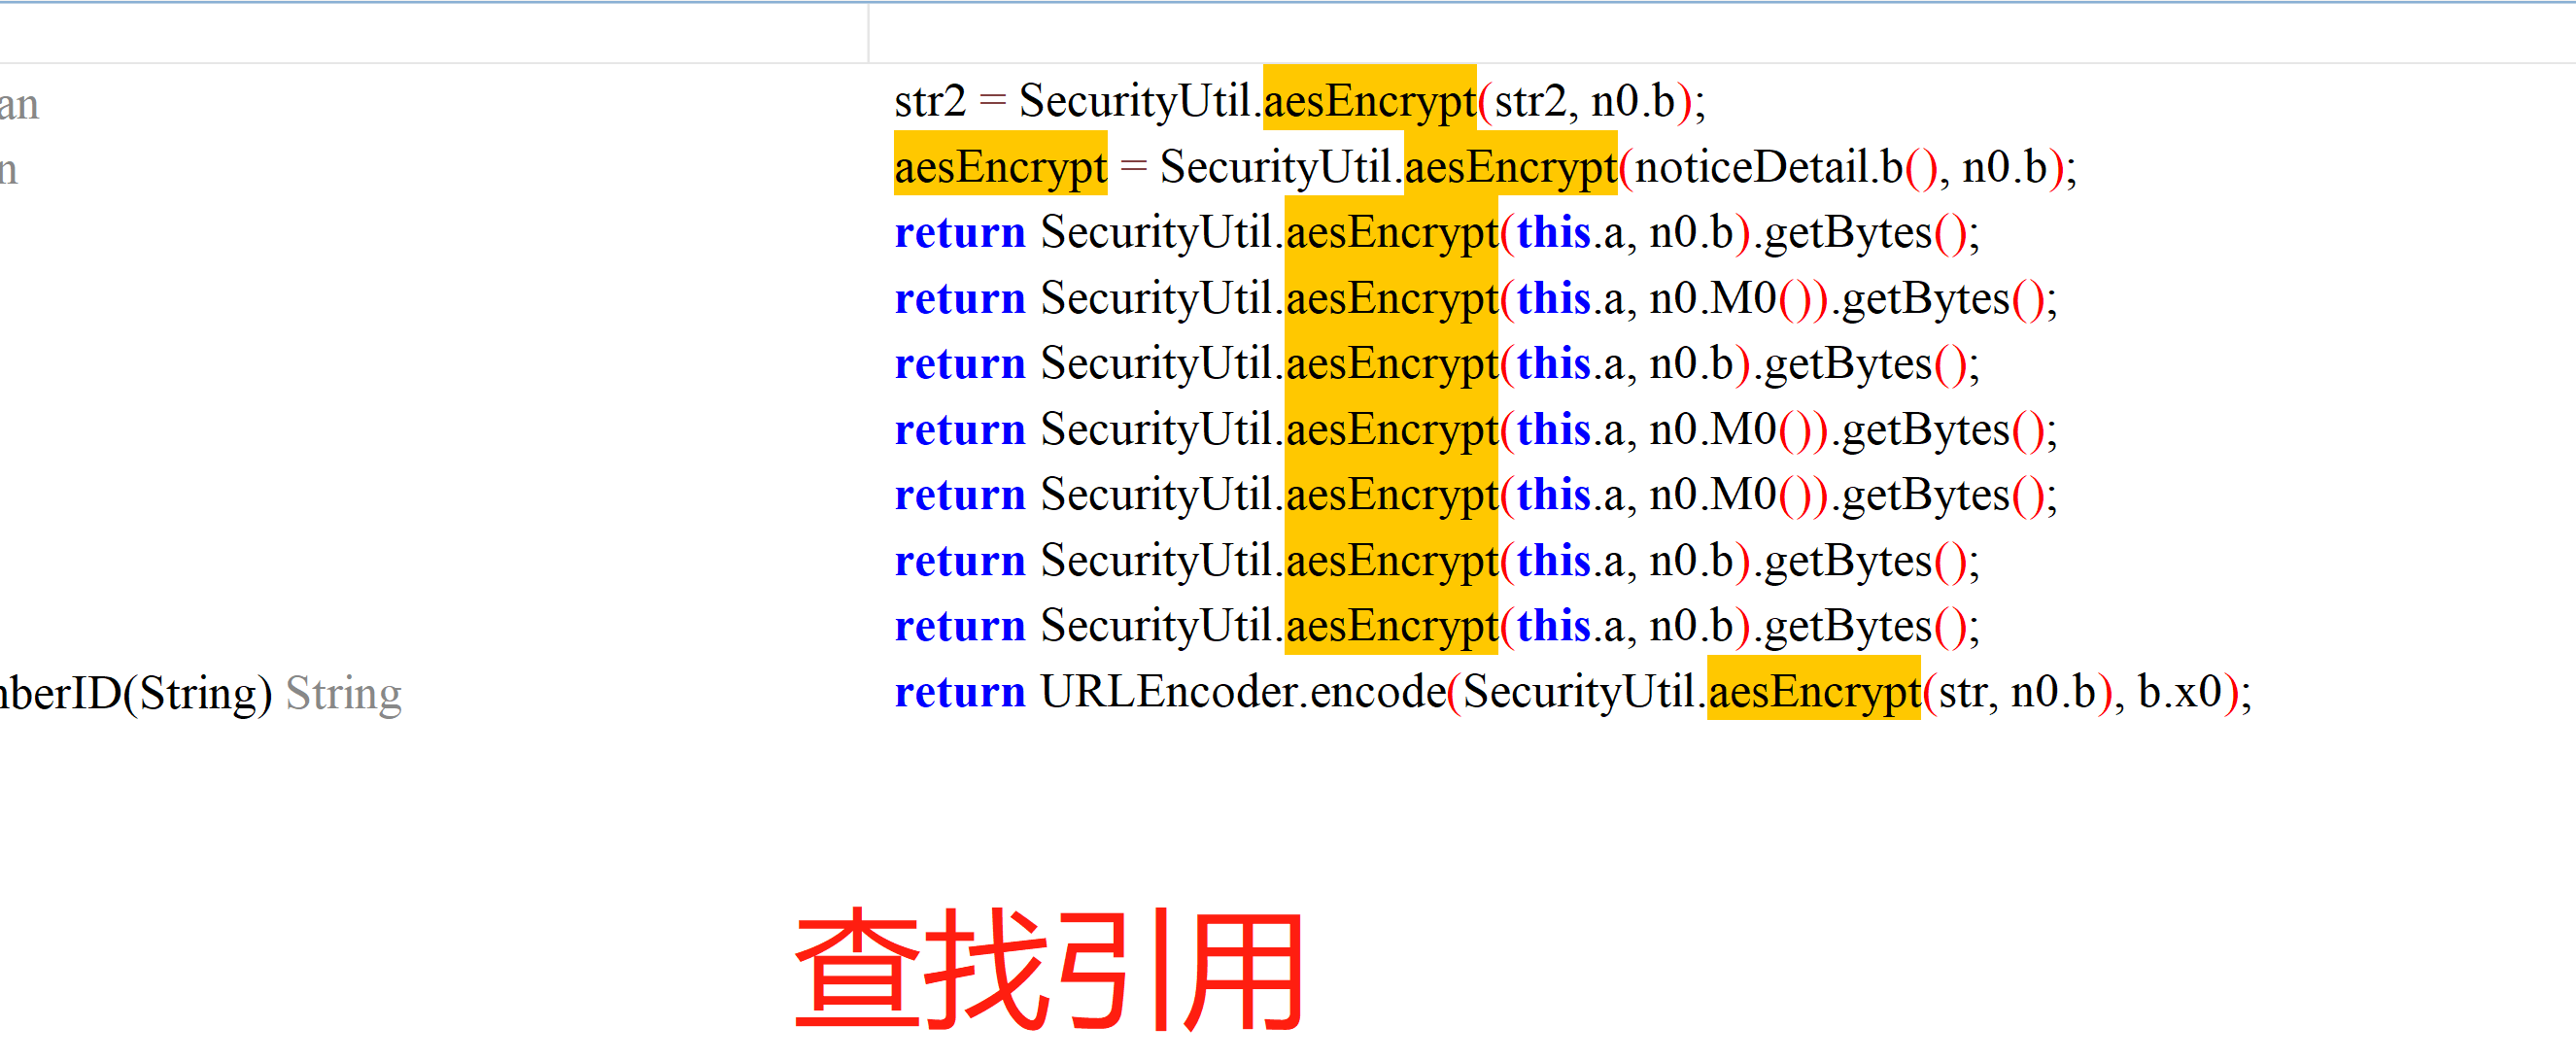 an str2 = SecurityUtil.aesEncrypt(str2, n0.b);
n aesEncrypt = SecurityUtil.aesEncrypt(noticeDetail.b(), n0.b);
return SecurityUtil.aesEncrypt(this.a, n0.b).getBytes();
return SecurityUtil.aesEncrypt(this.a, n0.M0()).getBytes();
return SecurityUtil.aesEncrypt(this.a, n0.b).getBytes();
return SecurityUtil.aesEncrypt(this.a, n0.M0()).getBytes();
return SecurityUtil.aesEncrypt(this.a, n0.M0()).getBytes();
return SecurityUtil.aesEncrypt(this.a, n0.b).getBytes();
return SecurityUtil.aesEncrypt(this.a, n0.b).getBytes();
mberID(String) String return URLEncoder.encode(SecurityUtil.aesEncrypt(str, n0.b), b.x0);
查找引用